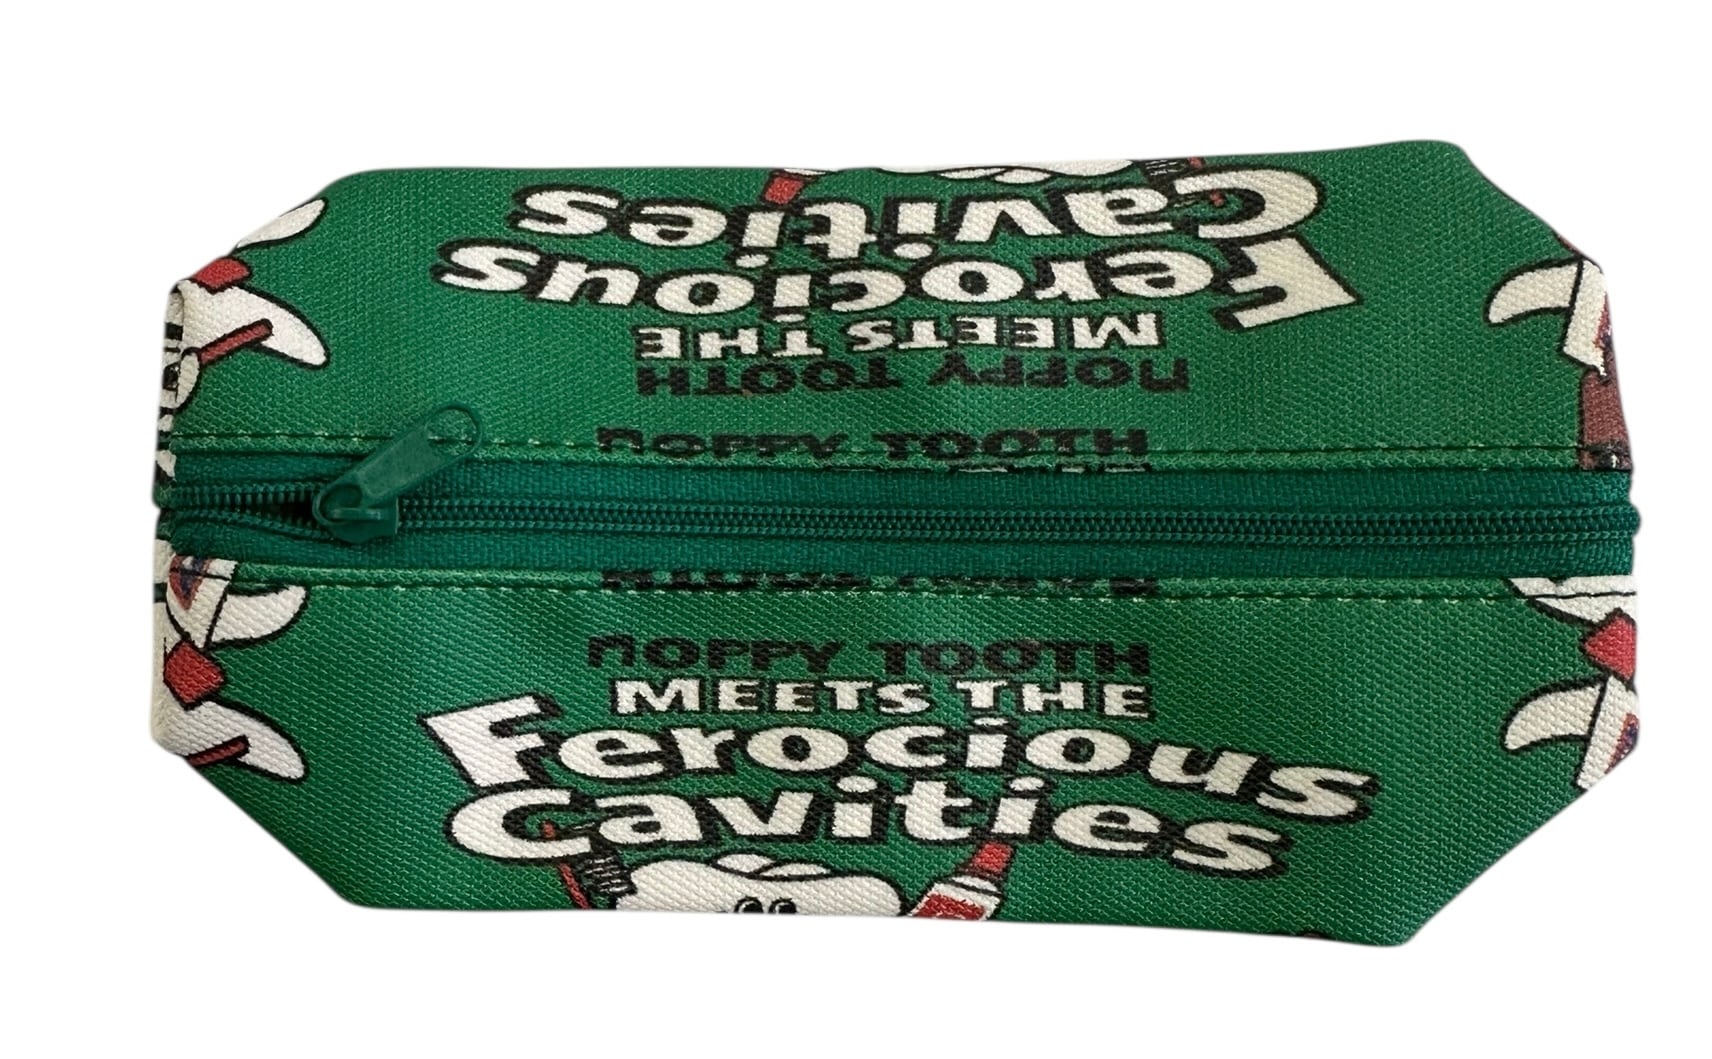 nOPPY TOOTH
MEETS THE
Ferocious
Cavities
nOPPY TOOTH
nOPPY TOOTH
MEETS THE
Ferocious
Cavities